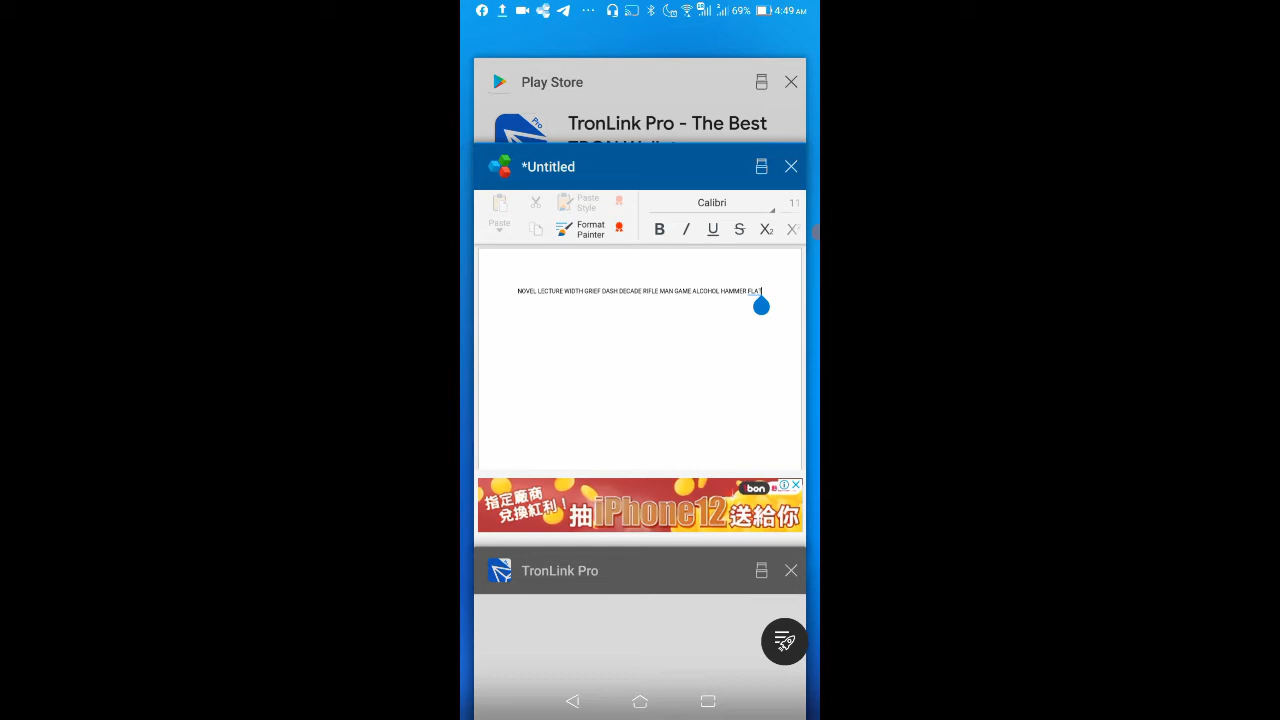 69% 4:49 AM
Play Store
TronLink Pro - The Best
*Untitled
Paste
Paste Style
Format Painter
Calibri 11
B I U S X₂ X²
NOVEL LECTURE WIDTH GRIEF DASH DECADE RIFLE MAN GAME ALCOHOL HAMMER FLAT
bon
指定廠商
兌換紅利！
抽iPhone12送給你
TronLink Pro